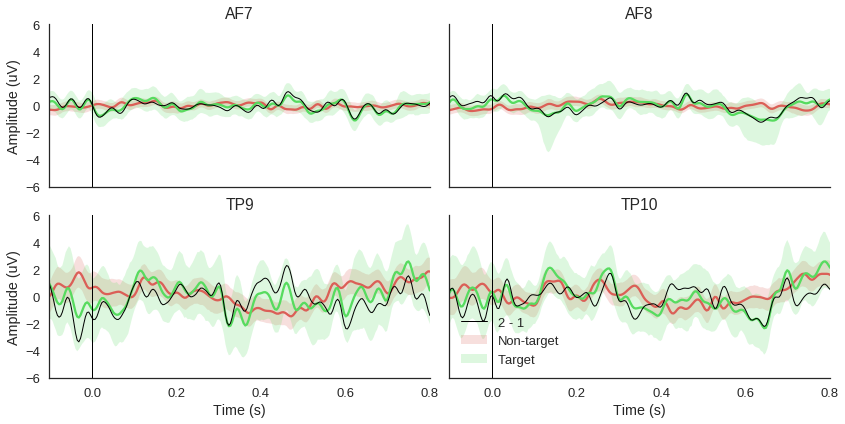 AF7
AF8
6
4
2
0
−2
−4
−6
Amplitude (uV)
TP9
TP10
6
4
2
0
−2
−4
−6
Amplitude (uV)
2 - 1
Non-target
Target
0.0 0.2 0.4 0.6 0.8
0.0 0.2 0.4 0.6 0.8
Time (s)
Time (s)